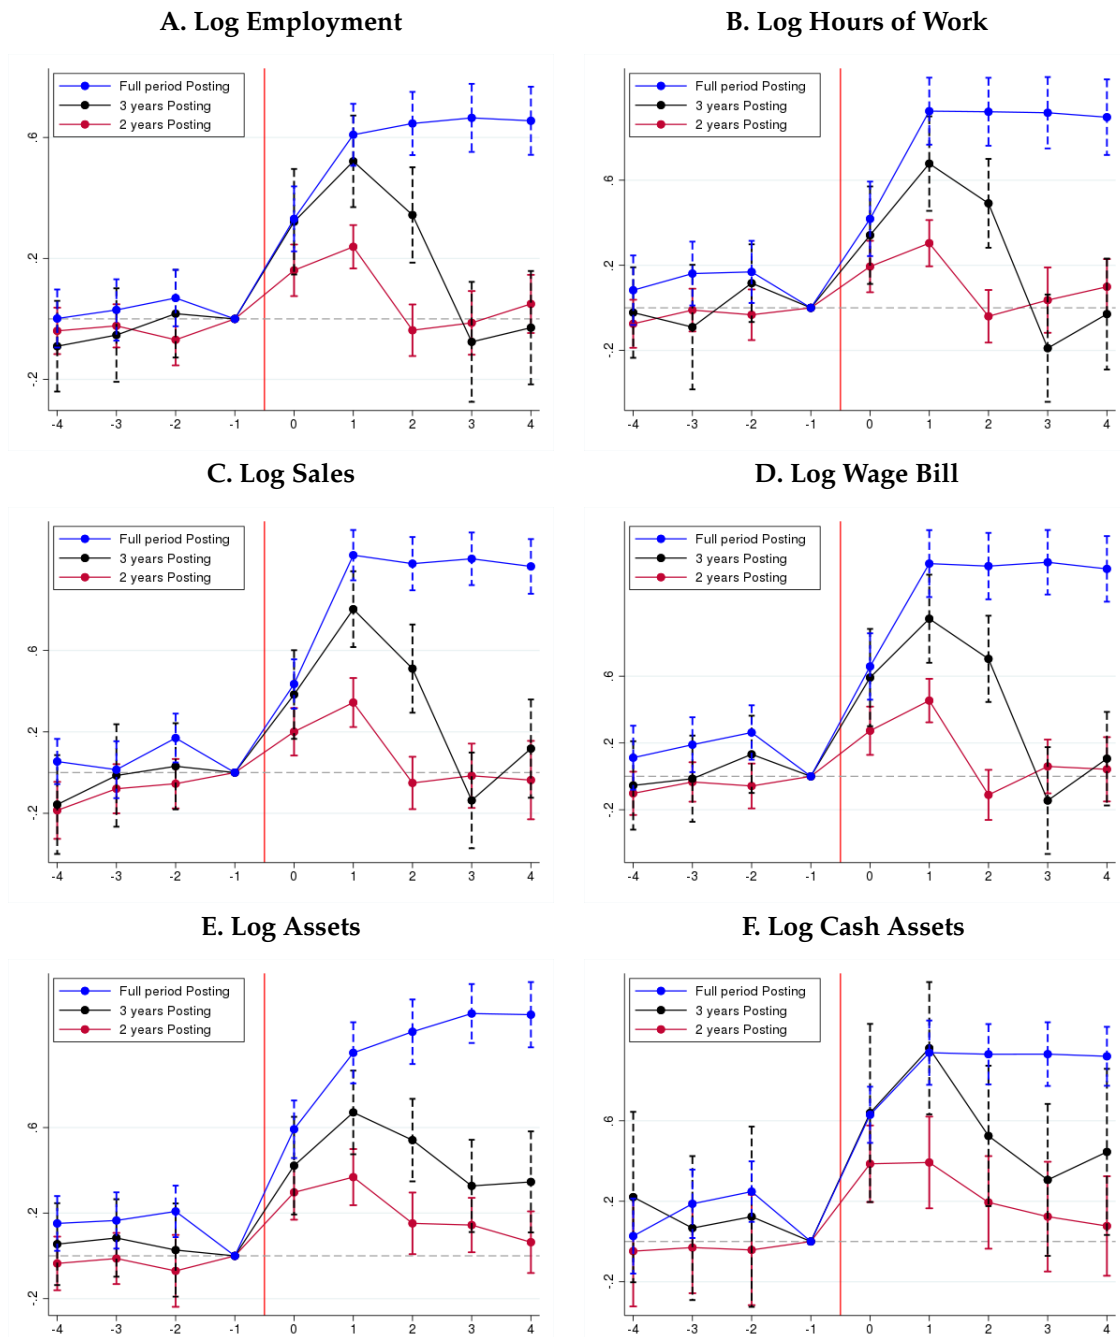 A. Log Employment
Full period Posting
3 years Posting
2 years Posting
.6
.2
-.2
-4 -3 -2 -1 0 1 2 3 4
B. Log Hours of Work
Full period Posting
3 years Posting
2 years Posting
.6
.2
-.2
-4 -3 -2 -1 0 1 2 3 4
C. Log Sales
Full period Posting
3 years Posting
2 years Posting
.6
.2
-.2
-4 -3 -2 -1 0 1 2 3 4
D. Log Wage Bill
Full period Posting
3 years Posting
2 years Posting
.6
.2
-.2
-4 -3 -2 -1 0 1 2 3 4
E. Log Assets
Full period Posting
3 years Posting
2 years Posting
.6
.2
-.2
-4 -3 -2 -1 0 1 2 3 4
F. Log Cash Assets
Full period Posting
3 years Posting
2 years Posting
.6
.2
-.2
-4 -3 -2 -1 0 1 2 3 4